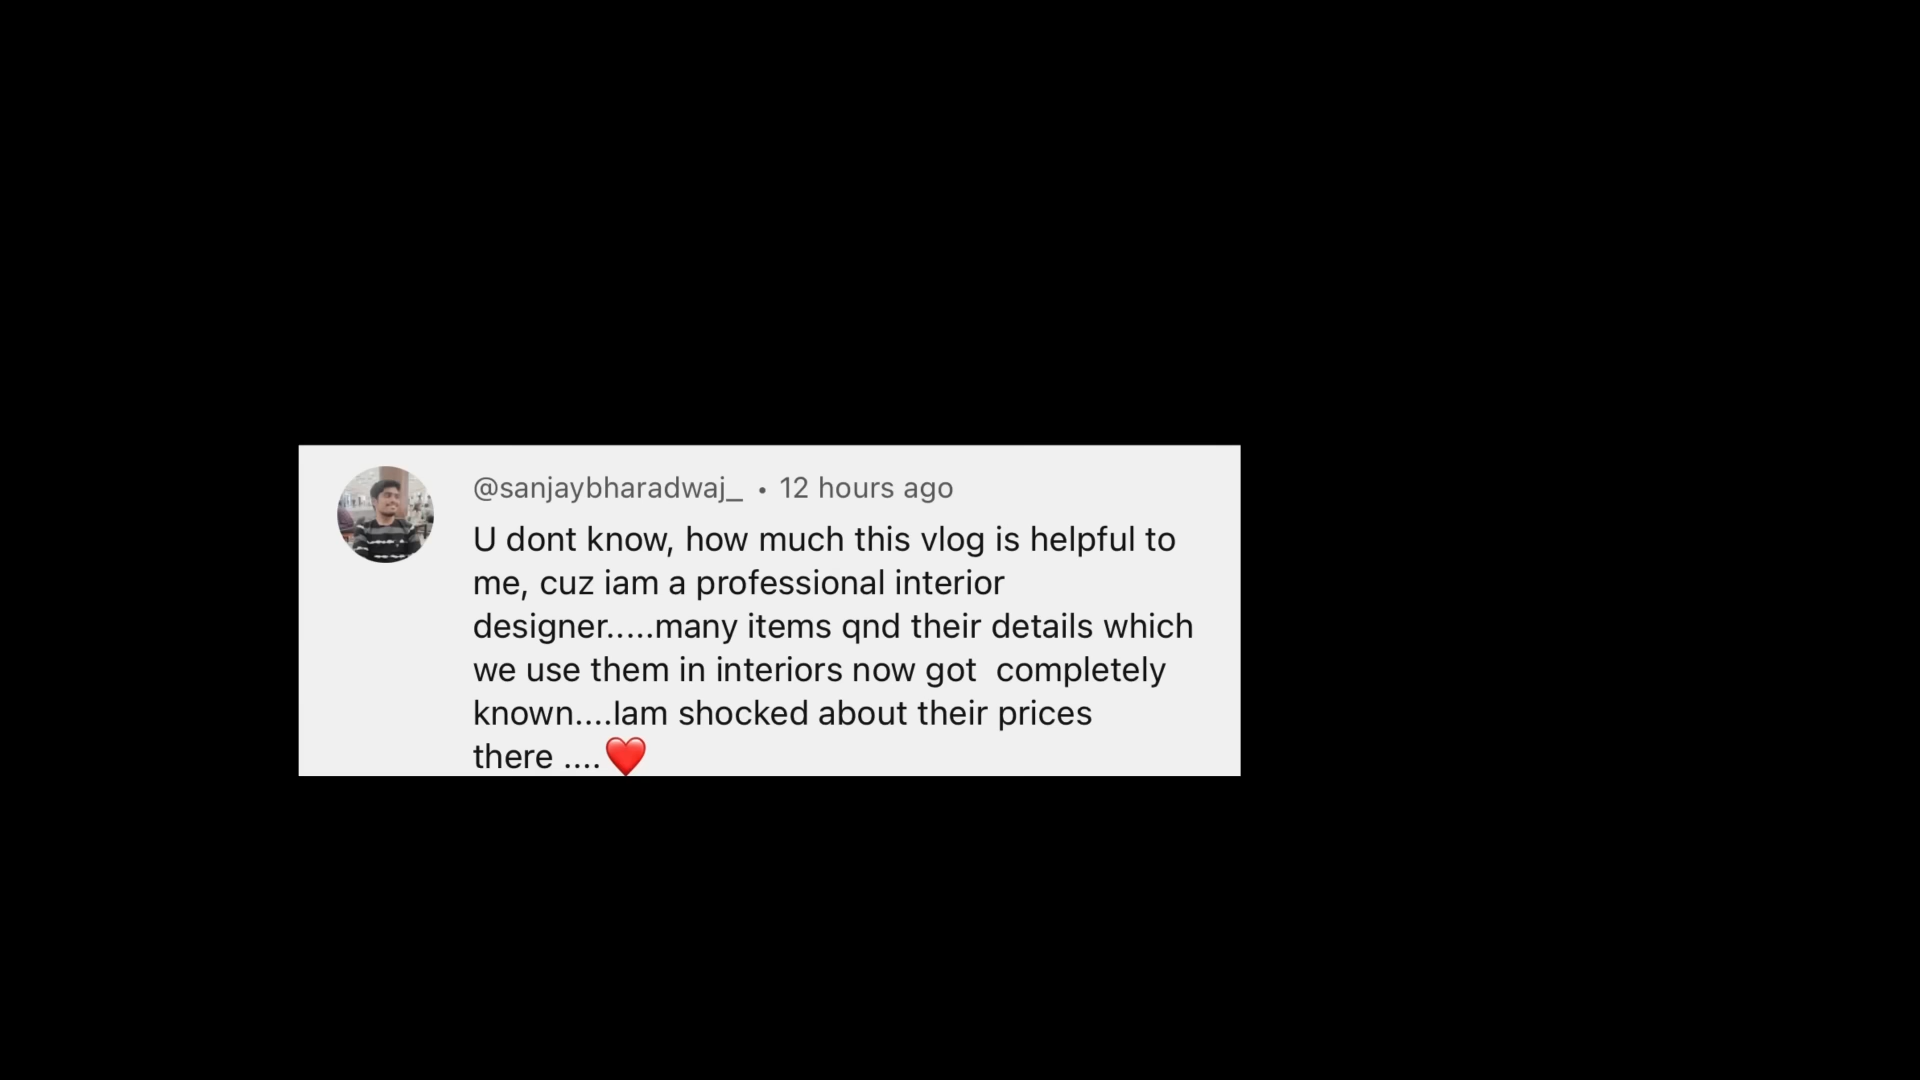 @sanjaybharadwaj_ • 12 hours ago
U dont know, how much this vlog is helpful to
me, cuz iam a professional interior
designer.....many items qnd their details which
we use them in interiors now got  completely
known....Iam shocked about their prices
there ....❤️